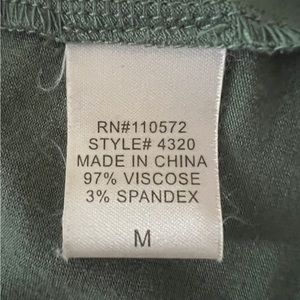 RN#110572
STYLE# 4320
MADE IN CHINA
97% VISCOSE
3% SPANDEX
M